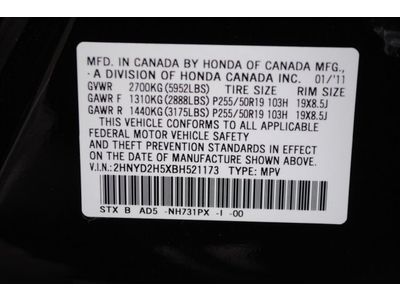 MFD. IN CANADA BY HONDA OF CANADA MFG.,
- A DIVISION OF HONDA CANADA INC. 01/'11
GVWR 2700KG(5952LBS) TIRE SIZE RIM SIZE
GAWR F 1310KG(2888LBS)P255/50R19 103H 19X8.5J
GAWR R 1440KG(3175LBS)P255/50R19 103H 19X8.5J
THIS VEHICLE CONFORMS TO ALL APPLICABLE
FEDERAL MOTOR VEHICLE SAFETY
AND THEFT PREVENTION STANDARDS IN EFFECT
ON THE DATE OF MANUFACTURE SHOWN ABOVE.
V.I.N.:2HNYD2H5XBH521173 TYPE: MPV
STX B AD5 -NH731PX -I -00